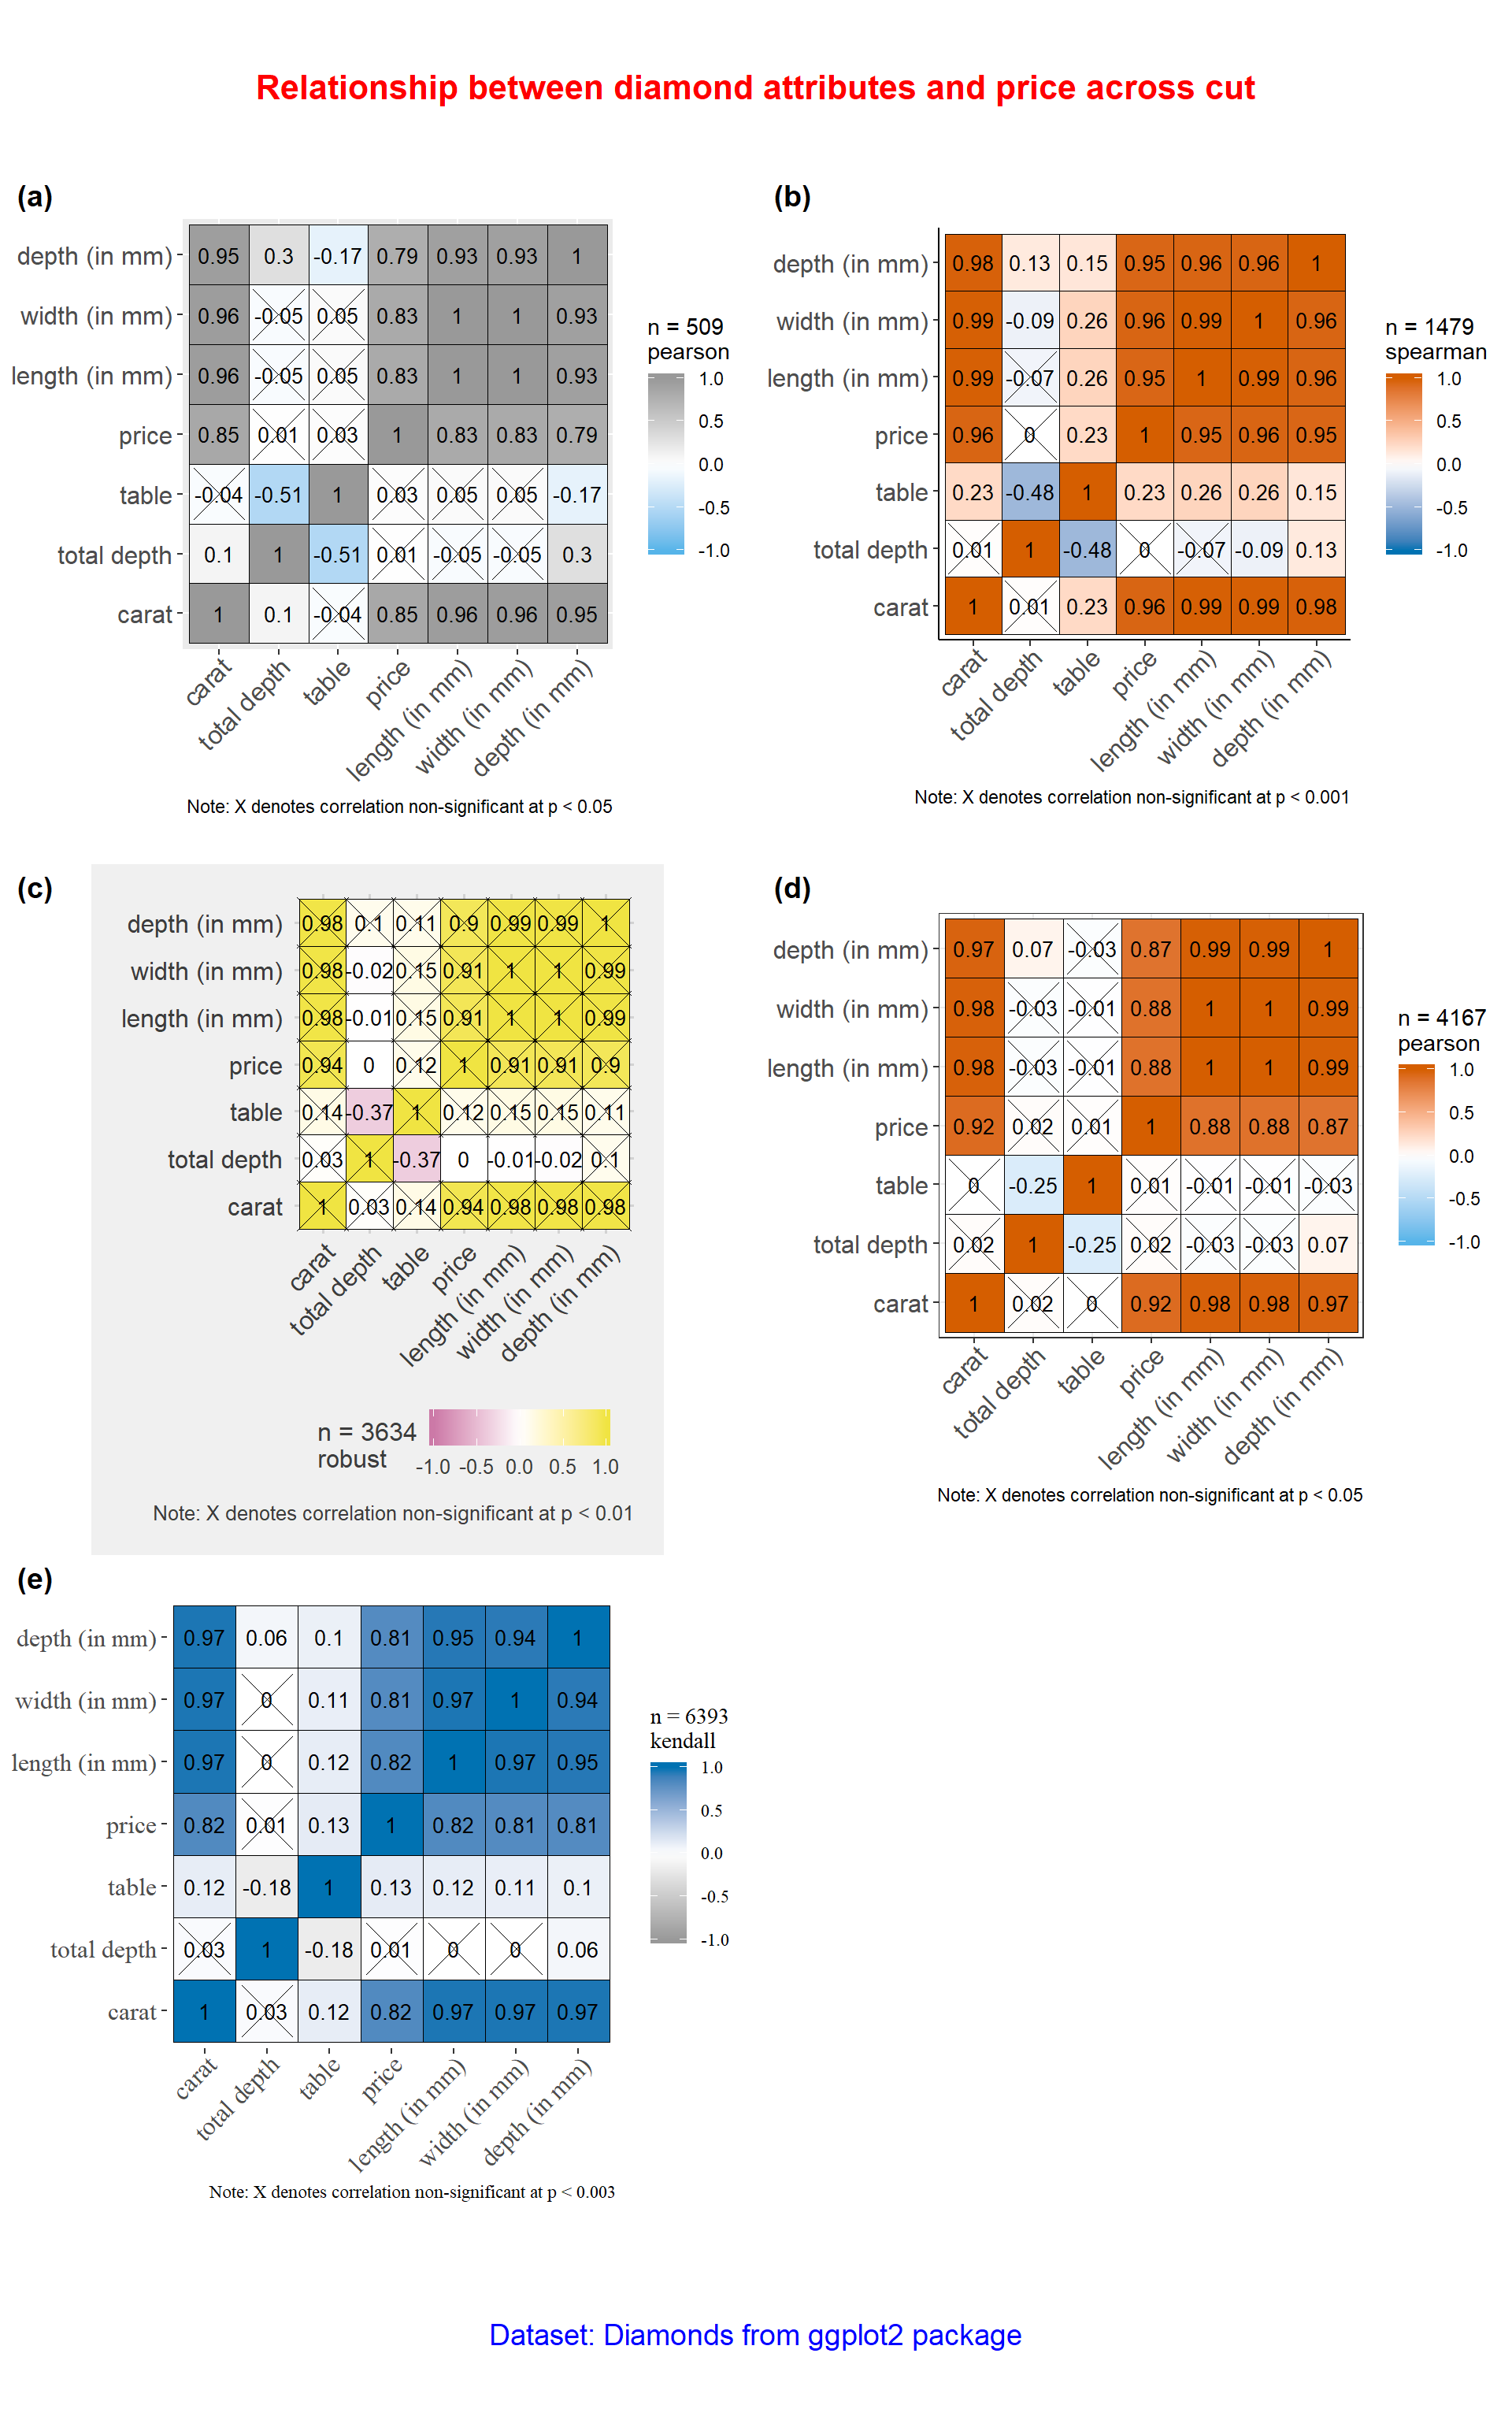 Relationship between diamond attributes and price across cut
(a)
depth (in mm) 0.95 0.3 -0.17 0.79 0.93 0.93 1
width (in mm) 0.96 -0.05 0.05 0.83 1 1 0.93
length (in mm) 0.96 -0.05 0.05 0.83 1 1 0.93
price 0.85 0.01 0.03 1 0.83 0.83 0.79
table -0.04 -0.51 1 0.03 0.05 0.05 -0.17
total depth 0.1 1 -0.51 0.01 -0.05 -0.05 0.3
carat 1 0.1 -0.04 0.85 0.96 0.96 0.95
carat total depth table price length (in mm) width (in mm) depth (in mm)
n = 509
pearson
1.0
0.5
0.0
-0.5
-1.0
Note: X denotes correlation non-significant at p < 0.05
(b)
depth (in mm) 0.98 0.13 0.15 0.95 0.96 0.96 1
width (in mm) 0.99 -0.09 0.26 0.96 0.99 1 0.96
length (in mm) 0.99 -0.07 0.26 0.95 1 0.99 0.96
price 0.96 0 0.23 1 0.95 0.96 0.95
table 0.23 -0.48 1 0.23 0.26 0.26 0.15
total depth 0.01 1 -0.48 0 -0.07 -0.09 0.13
carat 1 0.01 0.23 0.96 0.99 0.99 0.98
carat total depth table price length (in mm) width (in mm) depth (in mm)
n = 1479
spearman
1.0
0.5
0.0
-0.5
-1.0
Note: X denotes correlation non-significant at p < 0.001
(c)
depth (in mm) 0.98 0.1 0.11 0.9 0.99 0.99 1
width (in mm) 0.98 -0.02 0.15 0.91 1 1 0.99
length (in mm) 0.98 -0.01 0.15 0.91 1 1 0.99
price 0.94 0 0.12 1 0.91 0.91 0.9
table 0.14 -0.37 1 0.12 0.15 0.15 0.11
total depth 0.03 1 -0.37 0 -0.01 -0.02 0.1
carat 1 0.03 0.14 0.94 0.98 0.98 0.98
carat total depth table price length (in mm) width (in mm) depth (in mm)
n = 3634
robust
-1.0 -0.5 0.0 0.5 1.0
Note: X denotes correlation non-significant at p < 0.01
(d)
depth (in mm) 0.97 0.07 -0.03 0.87 0.99 0.99 1
width (in mm) 0.98 -0.03 -0.01 0.88 1 1 0.99
length (in mm) 0.98 -0.03 -0.01 0.88 1 1 0.99
price 0.92 0.02 0.01 1 0.88 0.88 0.87
table 0 -0.25 1 0.01 -0.01 -0.01 -0.03
total depth 0.02 1 -0.25 0.02 -0.03 -0.03 0.07
carat 1 0.02 0 0.92 0.98 0.98 0.97
carat total depth table price length (in mm) width (in mm) depth (in mm)
n = 4167
pearson
1.0
0.5
0.0
-0.5
-1.0
Note: X denotes correlation non-significant at p < 0.05
(e)
depth (in mm) 0.97 0.06 0.1 0.81 0.95 0.94 1
width (in mm) 0.97 0 0.11 0.81 0.97 1 0.94
length (in mm) 0.97 0 0.12 0.82 1 0.97 0.95
price 0.82 0.01 0.13 1 0.82 0.81 0.81
table 0.12 -0.18 1 0.13 0.12 0.11 0.1
total depth 0.03 1 -0.18 0.01 0 0 0.06
carat 1 0.03 0.12 0.82 0.97 0.97 0.97
carat total depth table price length (in mm) width (in mm) depth (in mm)
n = 6393
kendall
1.0
0.5
0.0
-0.5
-1.0
Note: X denotes correlation non-significant at p < 0.003
Dataset: Diamonds from ggplot2 package